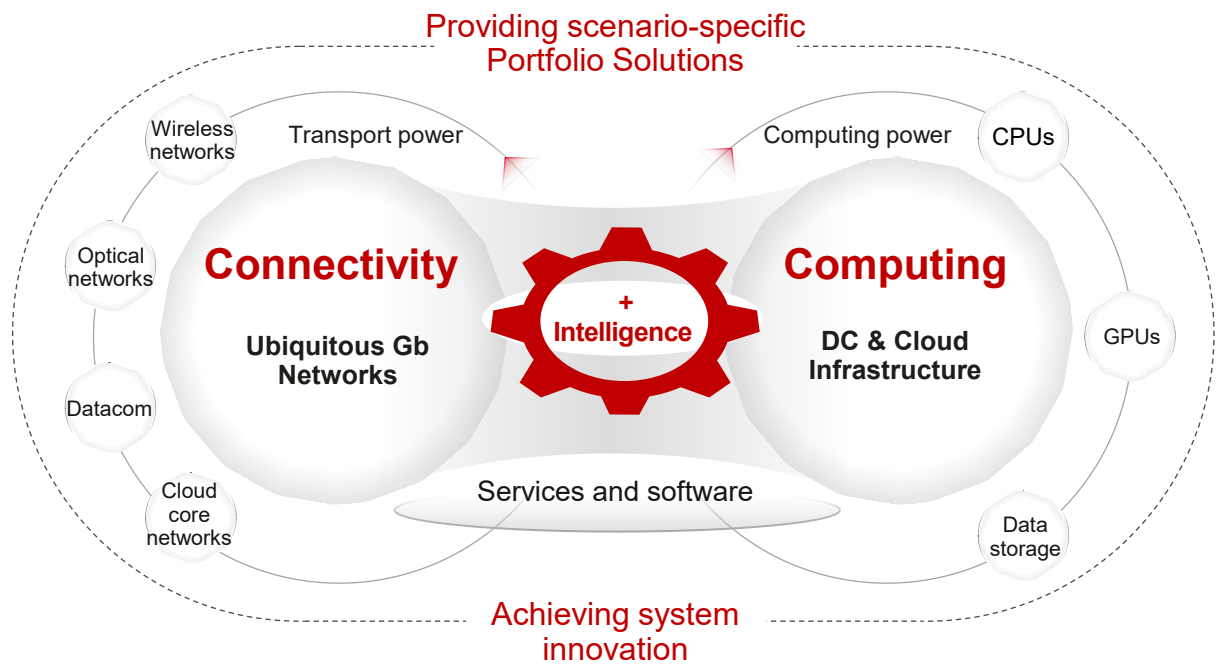 Providing scenario-specific
Portfolio Solutions
Wireless
networks
Transport power
Computing power
CPUs
Optical
networks
Connectivity
Ubiquitous Gb
Networks
+
Intelligence
Computing
DC & Cloud
Infrastructure
GPUs
Datacom
Cloud
core
networks
Services and software
Data
storage
Achieving system
innovation